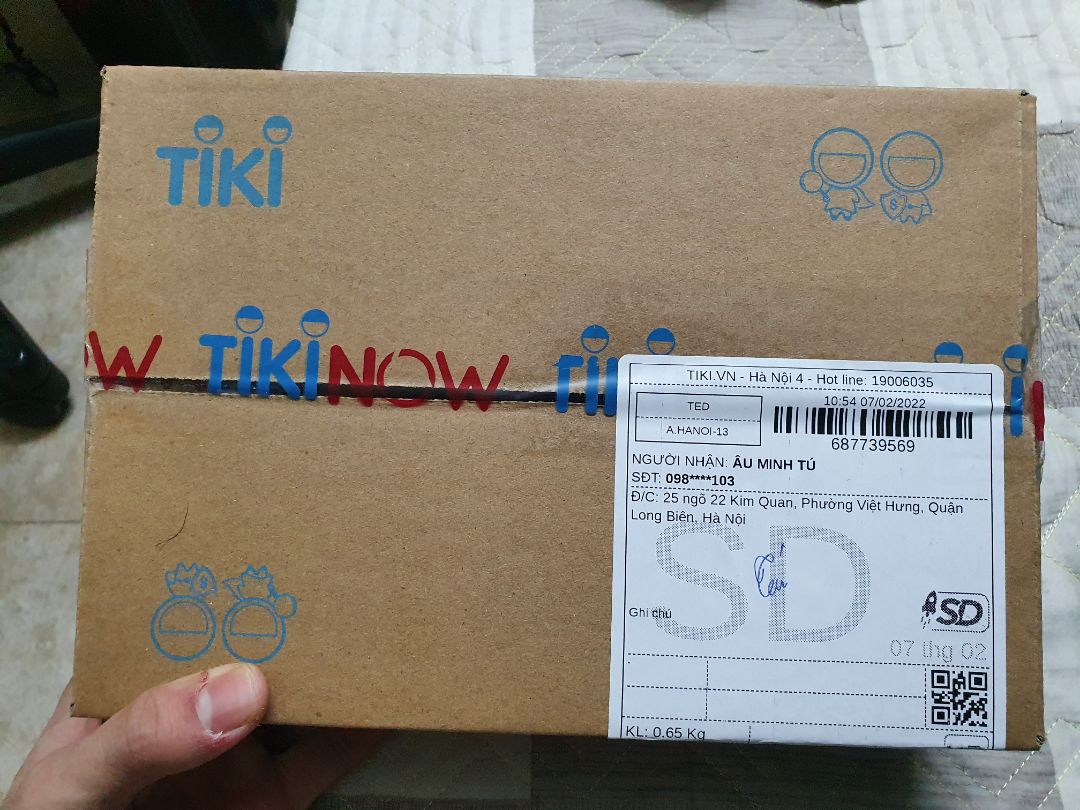 TIKI
OW TIKINOW TIKI
TIKI.VN - Hà Nội 4 - Hot line: 19006035
TED
A.HANOI-13
10:54 07/02/2022
687739569
NGƯỜI NHẬN: ÂU MINH TÚ
SĐT: 098****103
Đ/C: 25 ngõ 22 Kim Quan, Phường Việt Hưng, Quận
Long Biên, Hà Nội
SD
Ghi chú
SD
07 thg 02
KL: 0.65 Kg